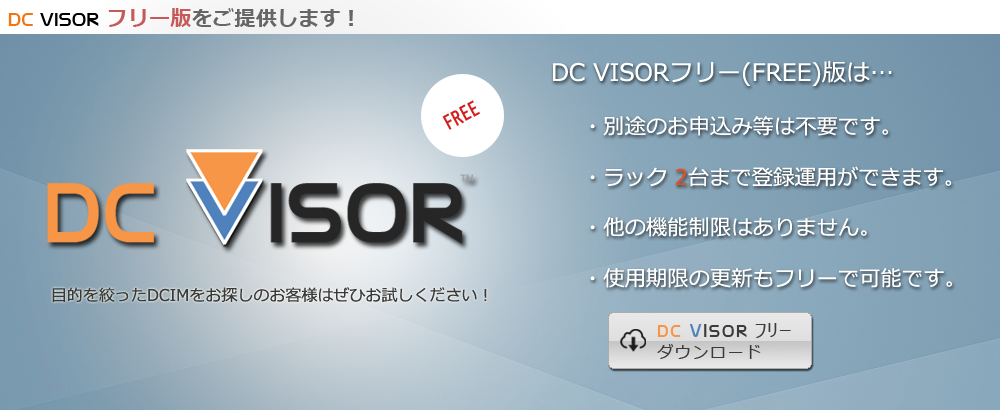 DC VISOR フリー版をご提供します！
FREE
DC VISOR™
目的を絞ったDCIMをお探しのお客様はぜひお試しください！
DC VISORフリー(FREE)版は…
・別途のお申込み等は不要です。
・ラック 2台まで登録運用ができます。
・他の機能制限はありません。
・使用期限の更新もフリーで可能です。
DC VISOR フリー
ダウンロード